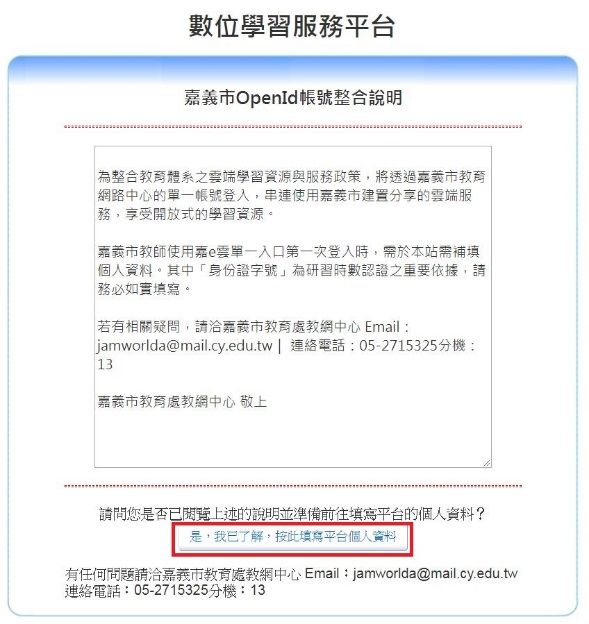 數位學習服務平台
嘉義市OpenId帳號整合說明
為整合教育體系之雲端學習資源與服務政策，將透過嘉義市教育
網路中心的單一帳號登入，串連使用嘉義市建置分享的雲端服
務，享受開放式的學習資源。
嘉義市教師使用嘉e雲單一入口第一次登入時，需於本站需補填
個人資料。其中「身份證字號」為研習時數認證之重要依據，請
務必如實填寫。
若有相關疑問，請洽嘉義市教育處教網中心 Email：
jamworlda@mail.cy.edu.tw | 連絡電話：05-2715325分機：
13
嘉義市教育處教網中心 敬上
請問您是否已閱覽上述的說明並準備前往填寫平台的個人資料？
是，我已了解，按此填寫平台個人資料
有任何問題請洽嘉義市教育處教網中心 Email：jamworlda@mail.cy.edu.tw
連絡電話：05-2715325分機：13